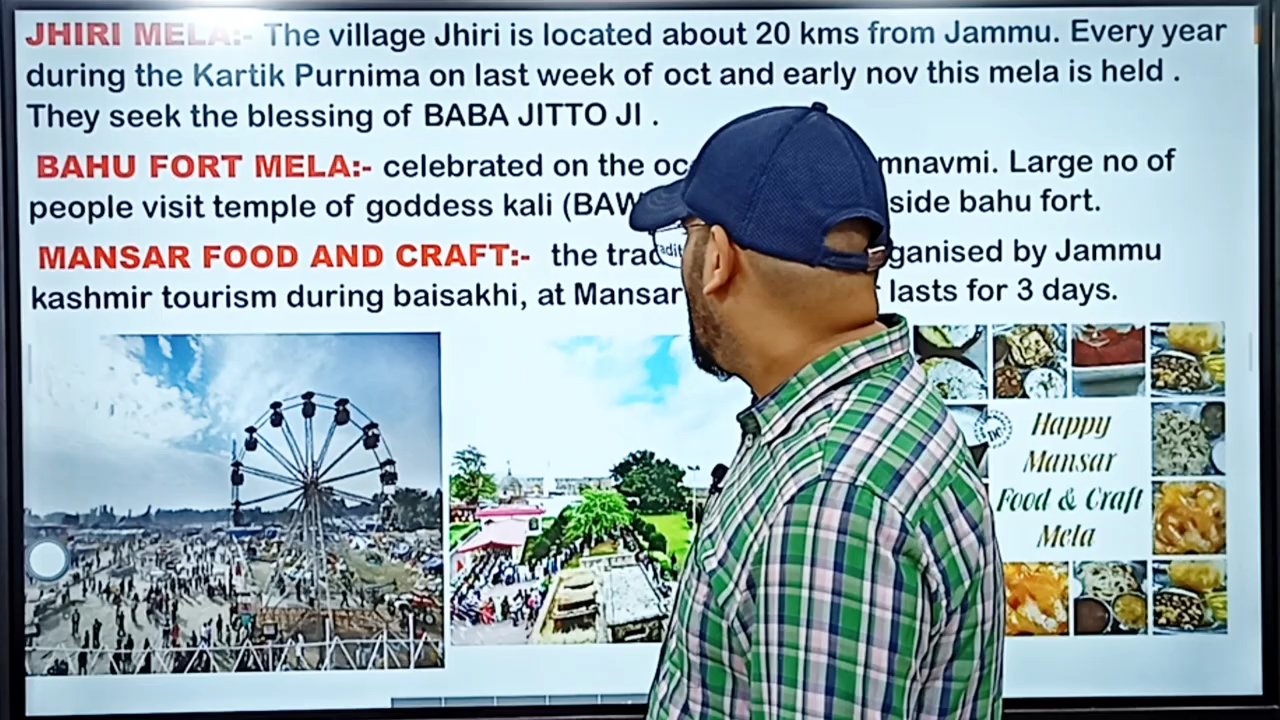 JHIRI MELA:- The village Jhiri is located about 20 kms from Jammu. Every year
during the Kartik Purnima on last week of oct and early nov this mela is held .
They seek the blessing of BABA JITTO JI .
BAHU FORT MELA:- celebrated on the oc mnavmi. Large no of
people visit temple of goddess kali (BAW side bahu fort.
MANSAR FOOD AND CRAFT:- the trad ganised by Jammu
kashmir tourism during baisakhi, at Mansar lasts for 3 days.
Happy
Mansar
Food & Craft
Mela